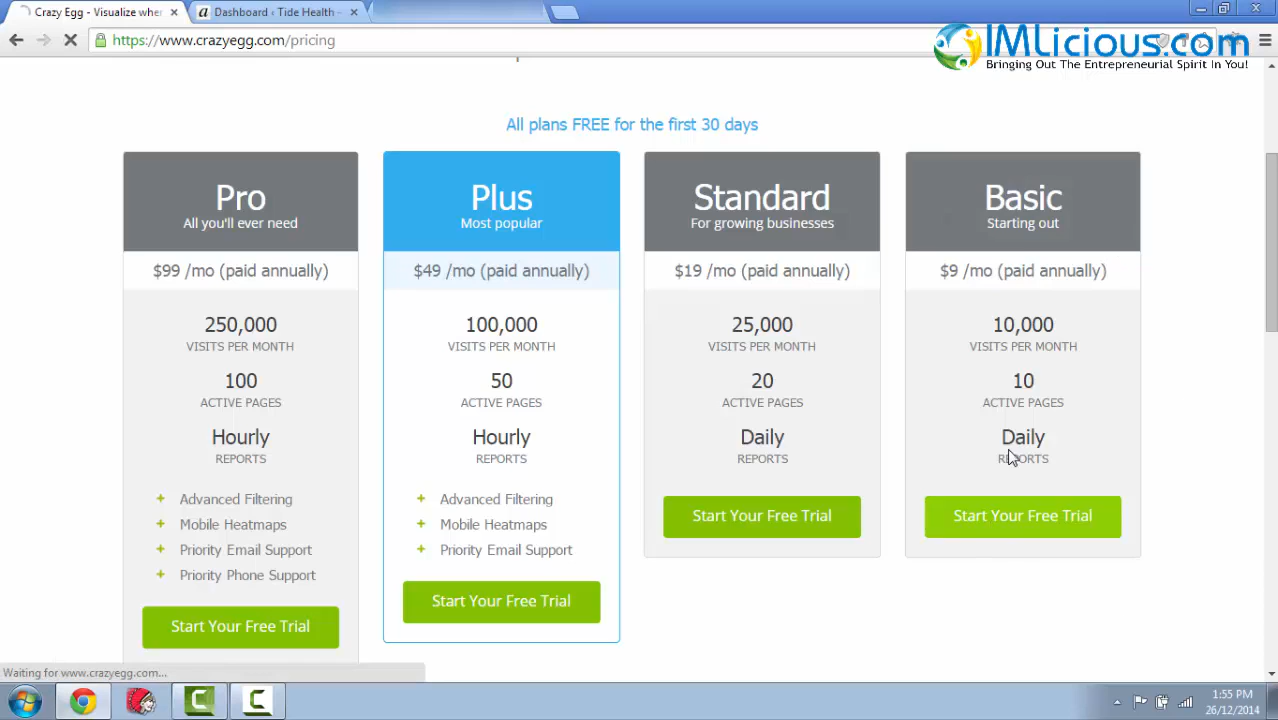 Crazy Egg - Visualize wher
Dashboard ‹ Tide Health -
https://www.crazyegg.com/pricing
IMLicious.com
Bringing Out The Entrepreneurial Spirit In You!
All plans FREE for the first 30 days
Pro
All you'll ever need
$99 /mo (paid annually)
250,000
VISITS PER MONTH
100
ACTIVE PAGES
Hourly
REPORTS
+ Advanced Filtering
+ Mobile Heatmaps
+ Priority Email Support
+ Priority Phone Support
Start Your Free Trial
Plus
Most popular
$49 /mo (paid annually)
100,000
VISITS PER MONTH
50
ACTIVE PAGES
Hourly
REPORTS
+ Advanced Filtering
+ Mobile Heatmaps
+ Priority Email Support
Start Your Free Trial
Standard
For growing businesses
$19 /mo (paid annually)
25,000
VISITS PER MONTH
20
ACTIVE PAGES
Daily
REPORTS
Start Your Free Trial
Basic
Starting out
$9 /mo (paid annually)
10,000
VISITS PER MONTH
10
ACTIVE PAGES
Daily
REPORTS
Start Your Free Trial
Waiting for www.crazyegg.com...
1:55 PM
26/12/2014